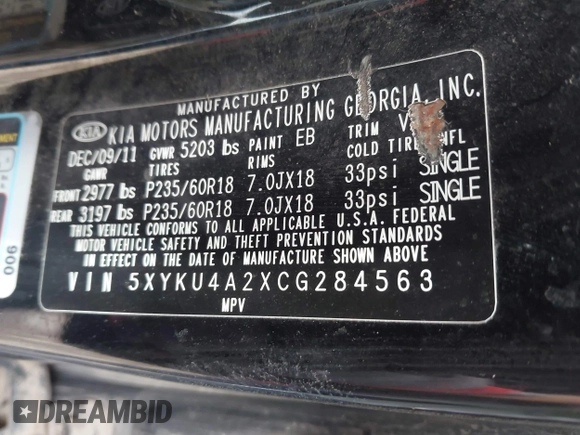 MANUFACTURED BY
KIA KIA MOTORS MANUFACTURING GEORGIA, INC.
DEC/09/11 GVWR 5203 lbs PAINT EB TRIM
GAWR TIRES RIMS COLD TIRE INFL
FRONT 2977 lbs P235/60R18 7.0JX18 33psi SINGLE
REAR 3197 lbs P235/60R18 7.0JX18 33psi SINGLE
THIS VEHICLE CONFORMS TO ALL APPLICABLE U.S.A. FEDERAL
MOTOR VEHICLE SAFETY AND THEFT PREVENTION STANDARDS
IN EFFECT ON THE DATE OF MANUFACTURE SHOWN ABOVE
VIN 5XYKU4A2XCG284563
MPV
006
DREAMBID